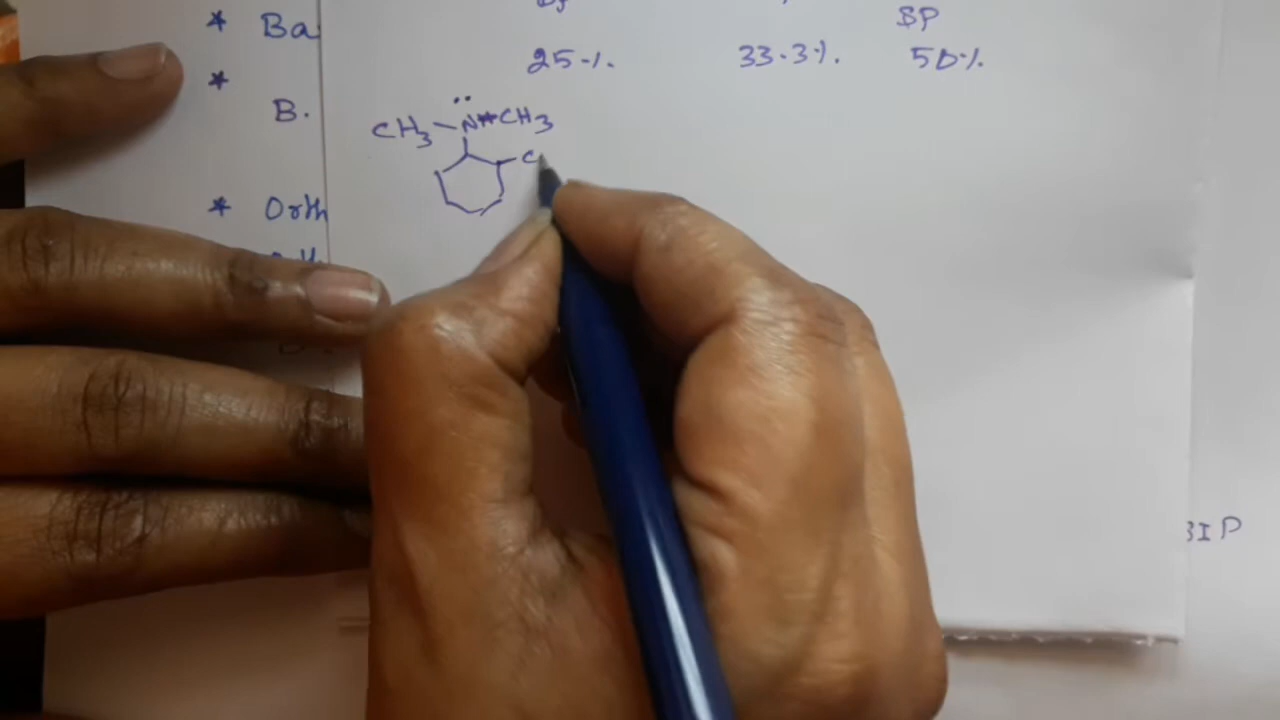 * Ba
BP
25%. 33.3%. 50%.
*
B.
CH3 N CH3
C
* Orth
BIP